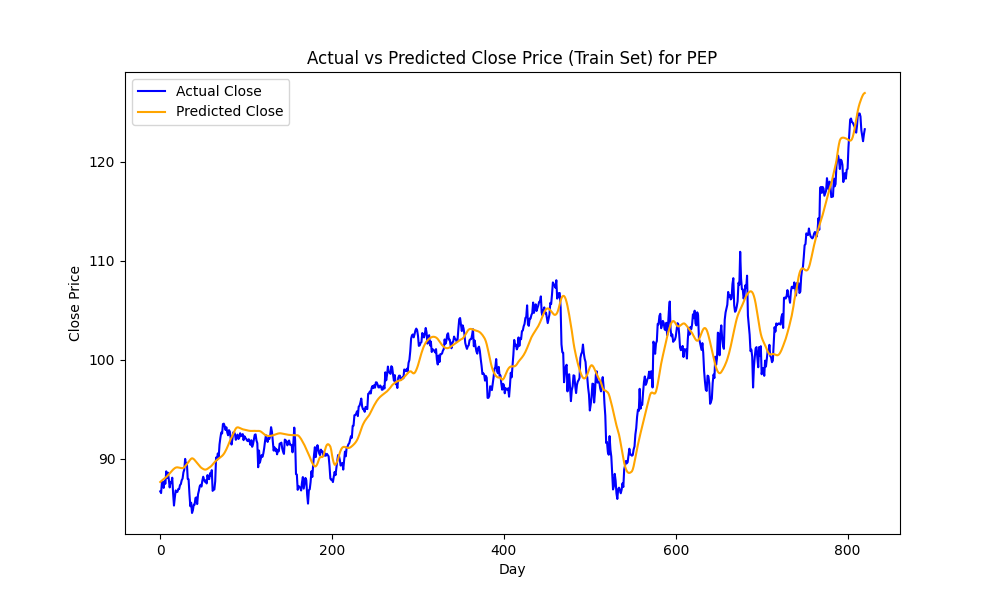 Actual vs Predicted Close Price (Train Set) for PEP
Actual Close
Predicted Close
120
110
100
90
Close Price
0 200 400 600 800
Day